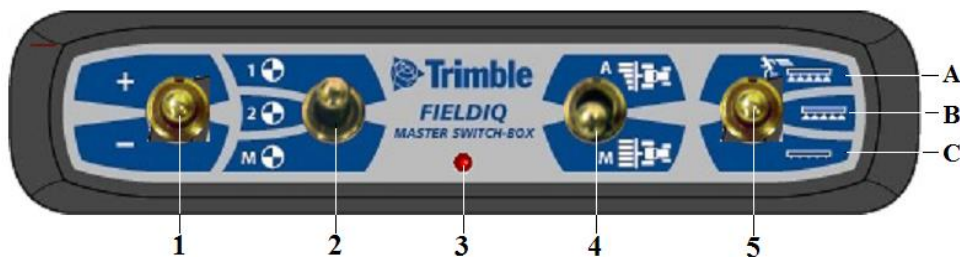 + 1 Trimble A A
2 FIELDIQ B
- M MASTER SWITCH-BOX M C
1 2 3 4 5